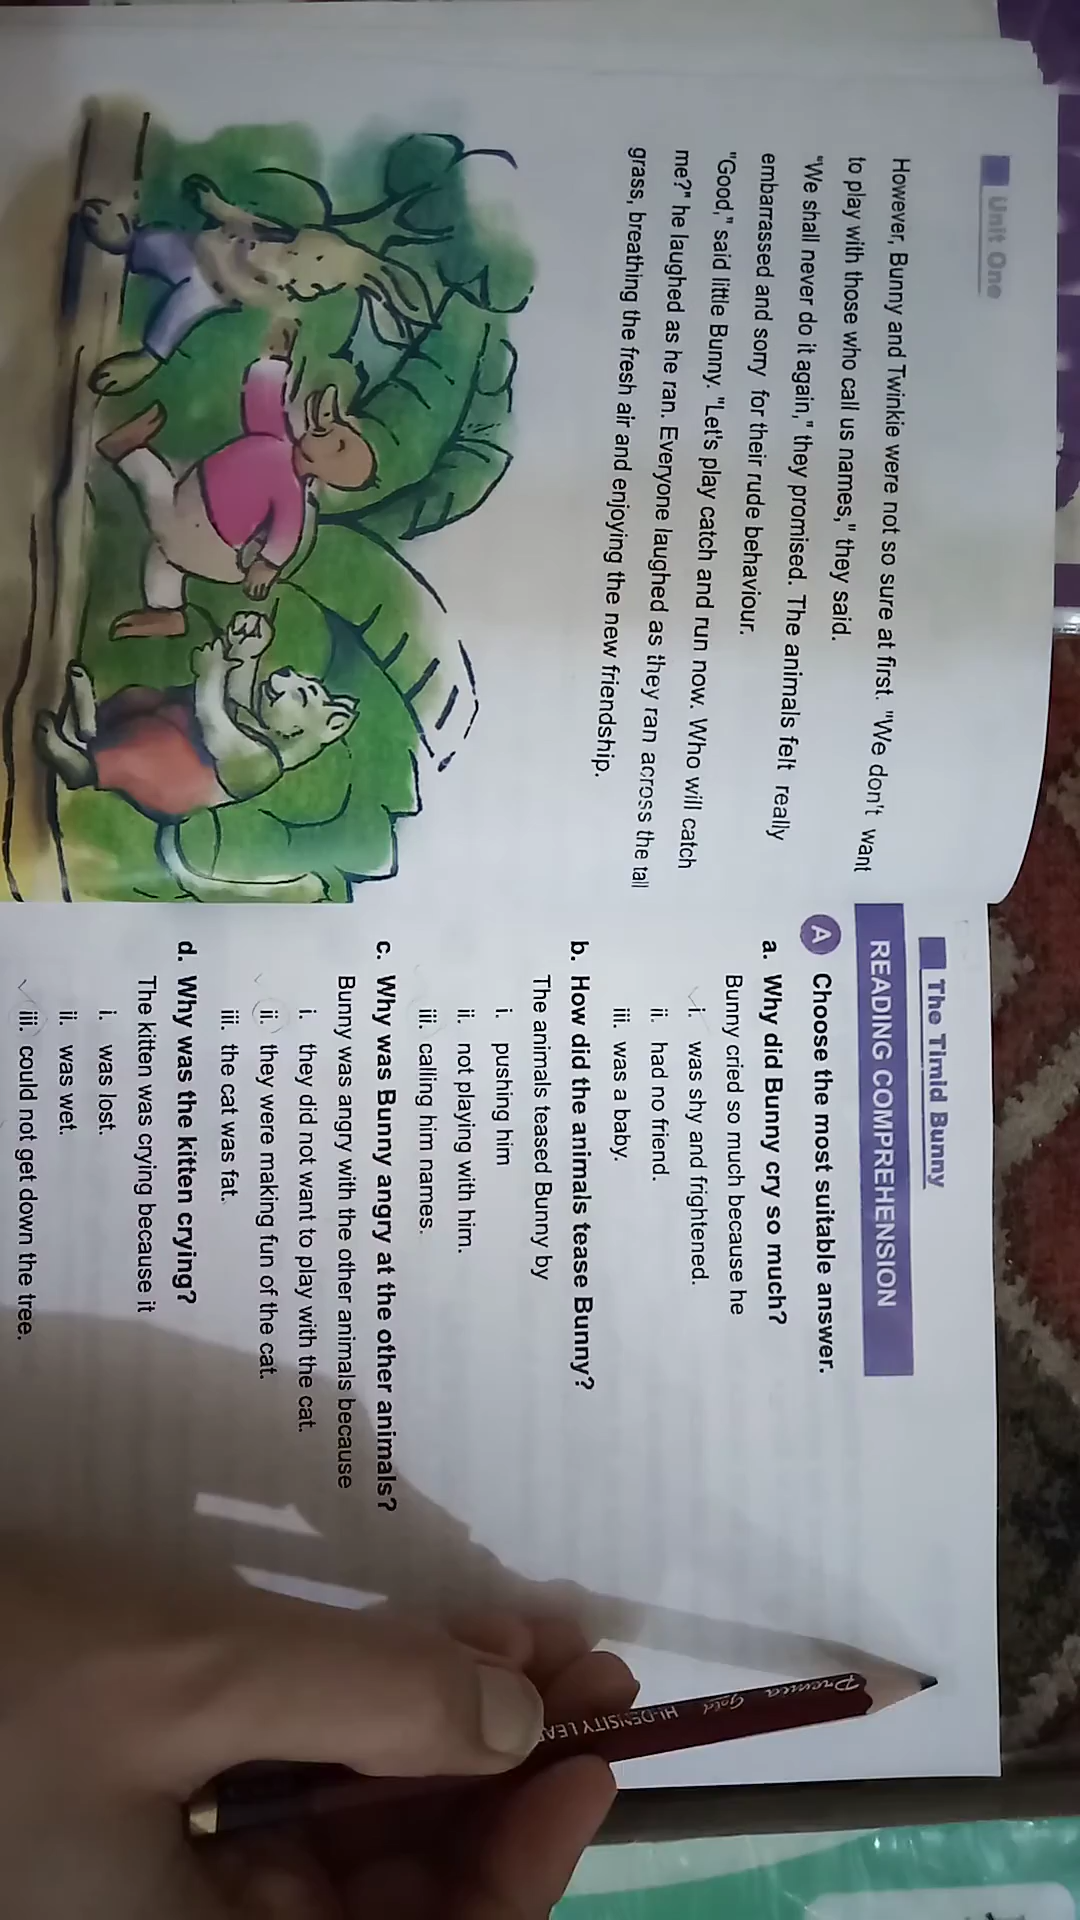 Unit One
However, Bunny and Twinkie were not so sure at first. "We don't want
to play with those who call us names," they said.
"We shall never do it again," they promised. The animals felt really
embarrassed and sorry for their rude behaviour.
"Good," said little Bunny. "Let's play catch and run now. Who will catch
me?" he laughed as he ran. Everyone laughed as they ran across the tall
grass, breathing the fresh air and enjoying the new friendship.
The Timid Bunny
READING COMPREHENSION
A Choose the most suitable answer.
a. Why did Bunny cry so much?
Bunny cried so much because he
i. was shy and frightened.
ii. had no friend.
iii. was a baby.
b. How did the animals tease Bunny?
The animals teased Bunny by
i. pushing him
ii. not playing with him.
iii. calling him names.
c. Why was Bunny angry at the other animals?
Bunny was angry with the other animals because
i. they did not want to play with the cat.
ii. they were making fun of the cat.
iii. the cat was fat.
d. Why was the kitten crying?
The kitten was crying because it
i. was lost.
ii. was wet.
iii. could not get down the tree.
Premier Gold HI-DENSITY LEAD